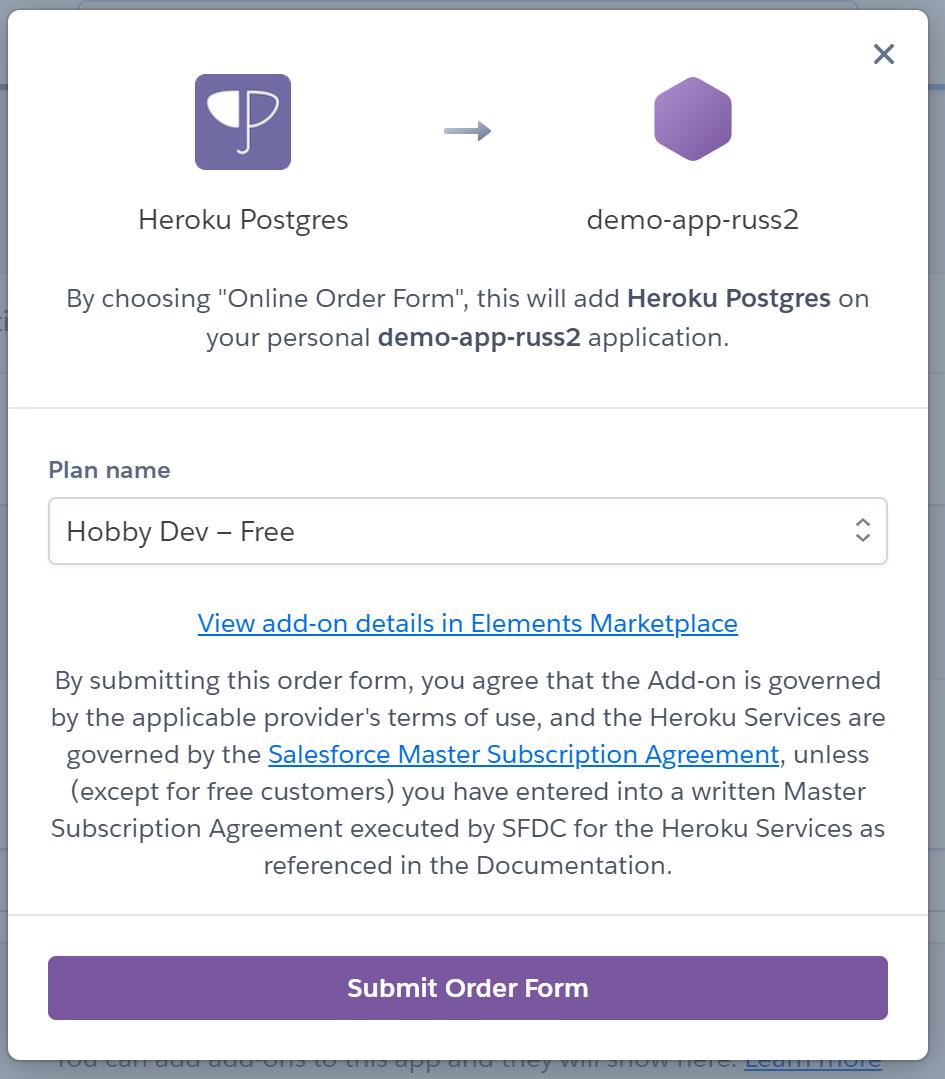 Heroku Postgres
demo-app-russ2
By choosing "Online Order Form", this will add Heroku Postgres on
your personal demo-app-russ2 application.
Plan name
Hobby Dev – Free
View add-on details in Elements Marketplace
By submitting this order form, you agree that the Add-on is governed
by the applicable provider's terms of use, and the Heroku Services are
governed by the Salesforce Master Subscription Agreement, unless
(except for free customers) you have entered into a written Master
Subscription Agreement executed by SFDC for the Heroku Services as
referenced in the Documentation.
Submit Order Form
You can add add-ons to this app and they will show here. Learn more